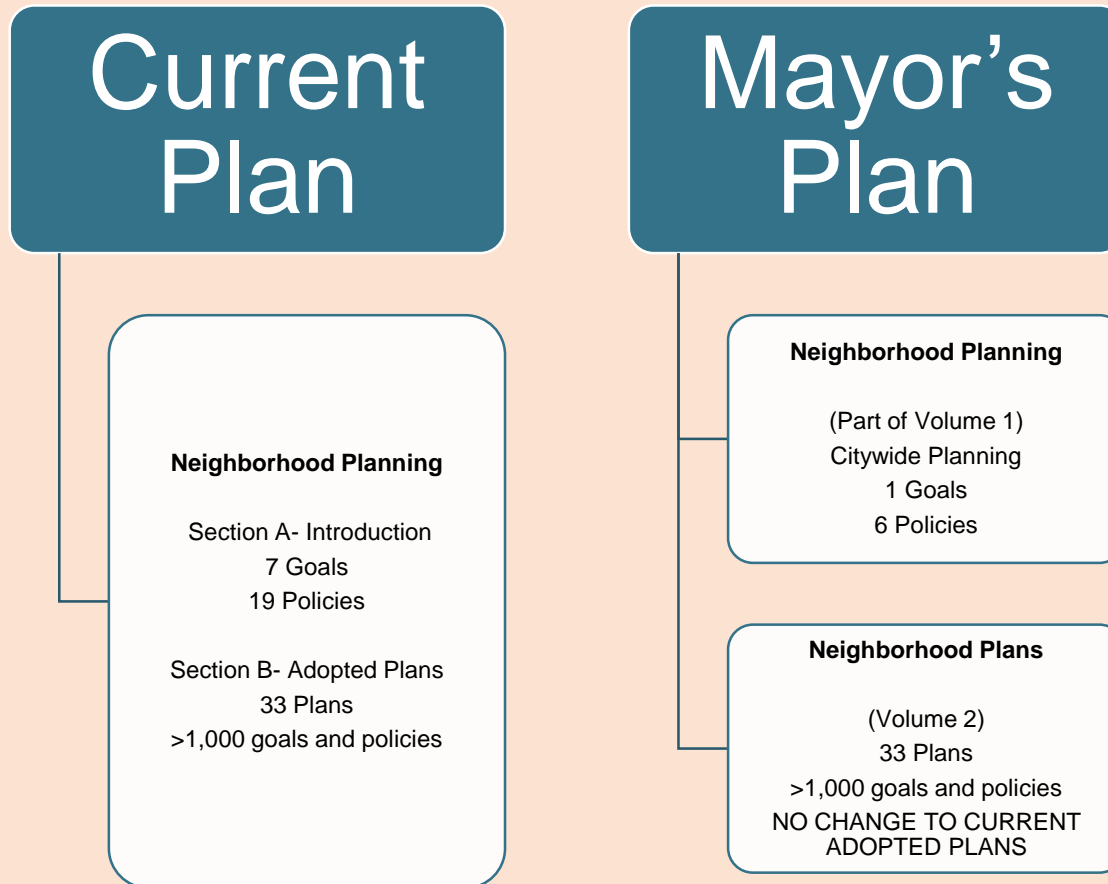 Current
Plan
Neighborhood Planning
Section A- Introduction
7 Goals
19 Policies
Section B- Adopted Plans
33 Plans
>1,000 goals and policies
Mayor’s
Plan
Neighborhood Planning
(Part of Volume 1)
Citywide Planning
1 Goals
6 Policies
Neighborhood Plans
(Volume 2)
33 Plans
>1,000 goals and policies
NO CHANGE TO CURRENT
ADOPTED PLANS